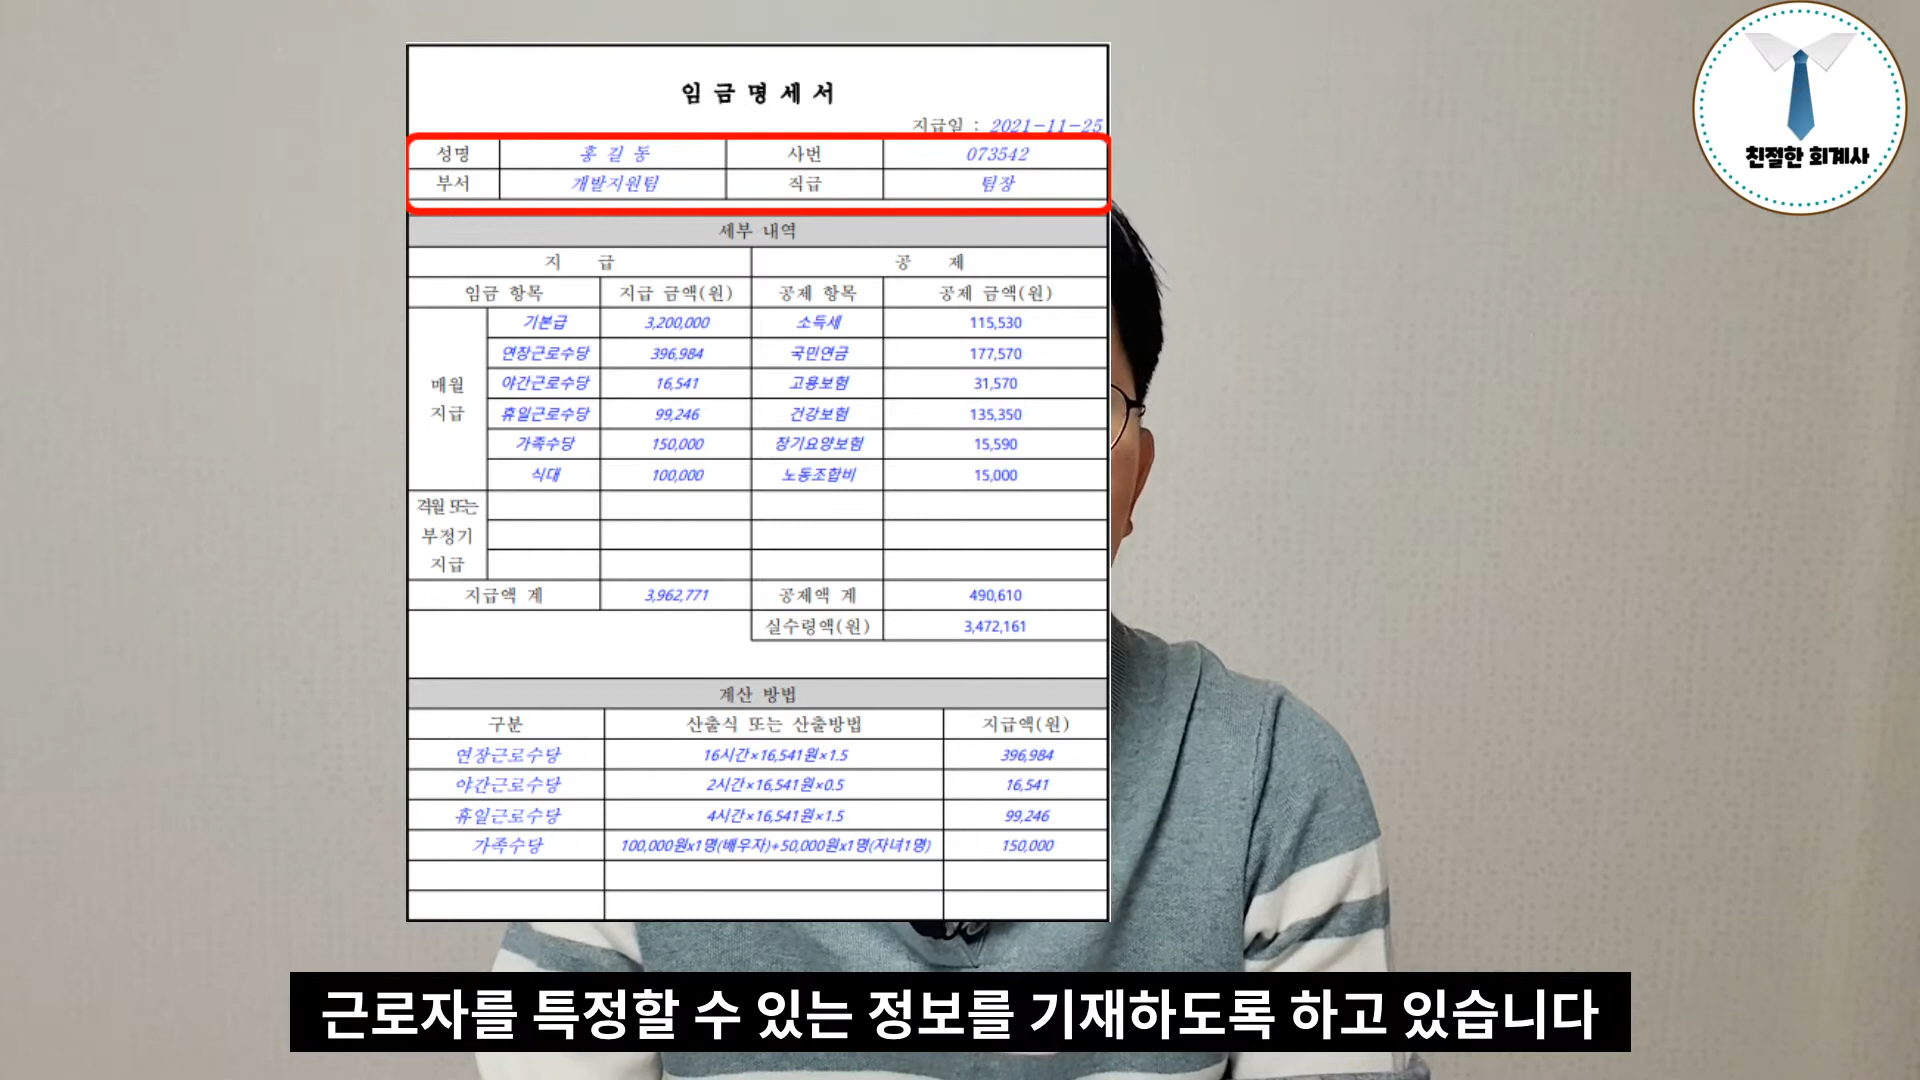 친절한 회계사
임 금 명 세 서
지급일 : 2021-11-25
성명 홍 길 동 사번 073542
부서 개발지원팀 직급 팀장
세부 내역
지 급 공 제
임금 항목 지급 금액(원) 공제 항목 공제 금액(원)
매월 지급
기본급 3,200,000 소득세 115,530
연장근로수당 396,984 국민연금 177,570
야간근로수당 16,541 고용보험 31,570
휴일근로수당 99,246 건강보험 135,350
가족수당 150,000 장기요양보험 15,590
식대 100,000 노동조합비 15,000
격월 또는
부정기
지급
지급액 계 3,962,771 공제액 계 490,610
실수령액(원) 3,472,161
계산 방법
구분 산출식 또는 산출방법 지급액(원)
연장근로수당 16시간×16,541원×1.5 396,984
야간근로수당 2시간×16,541원×0.5 16,541
휴일근로수당 4시간×16,541원×1.5 99,246
가족수당 100,000원x1명(배우자)+50,000원x1명(자녀1명) 150,000
근로자를 특정할 수 있는 정보를 기재하도록 하고 있습니다